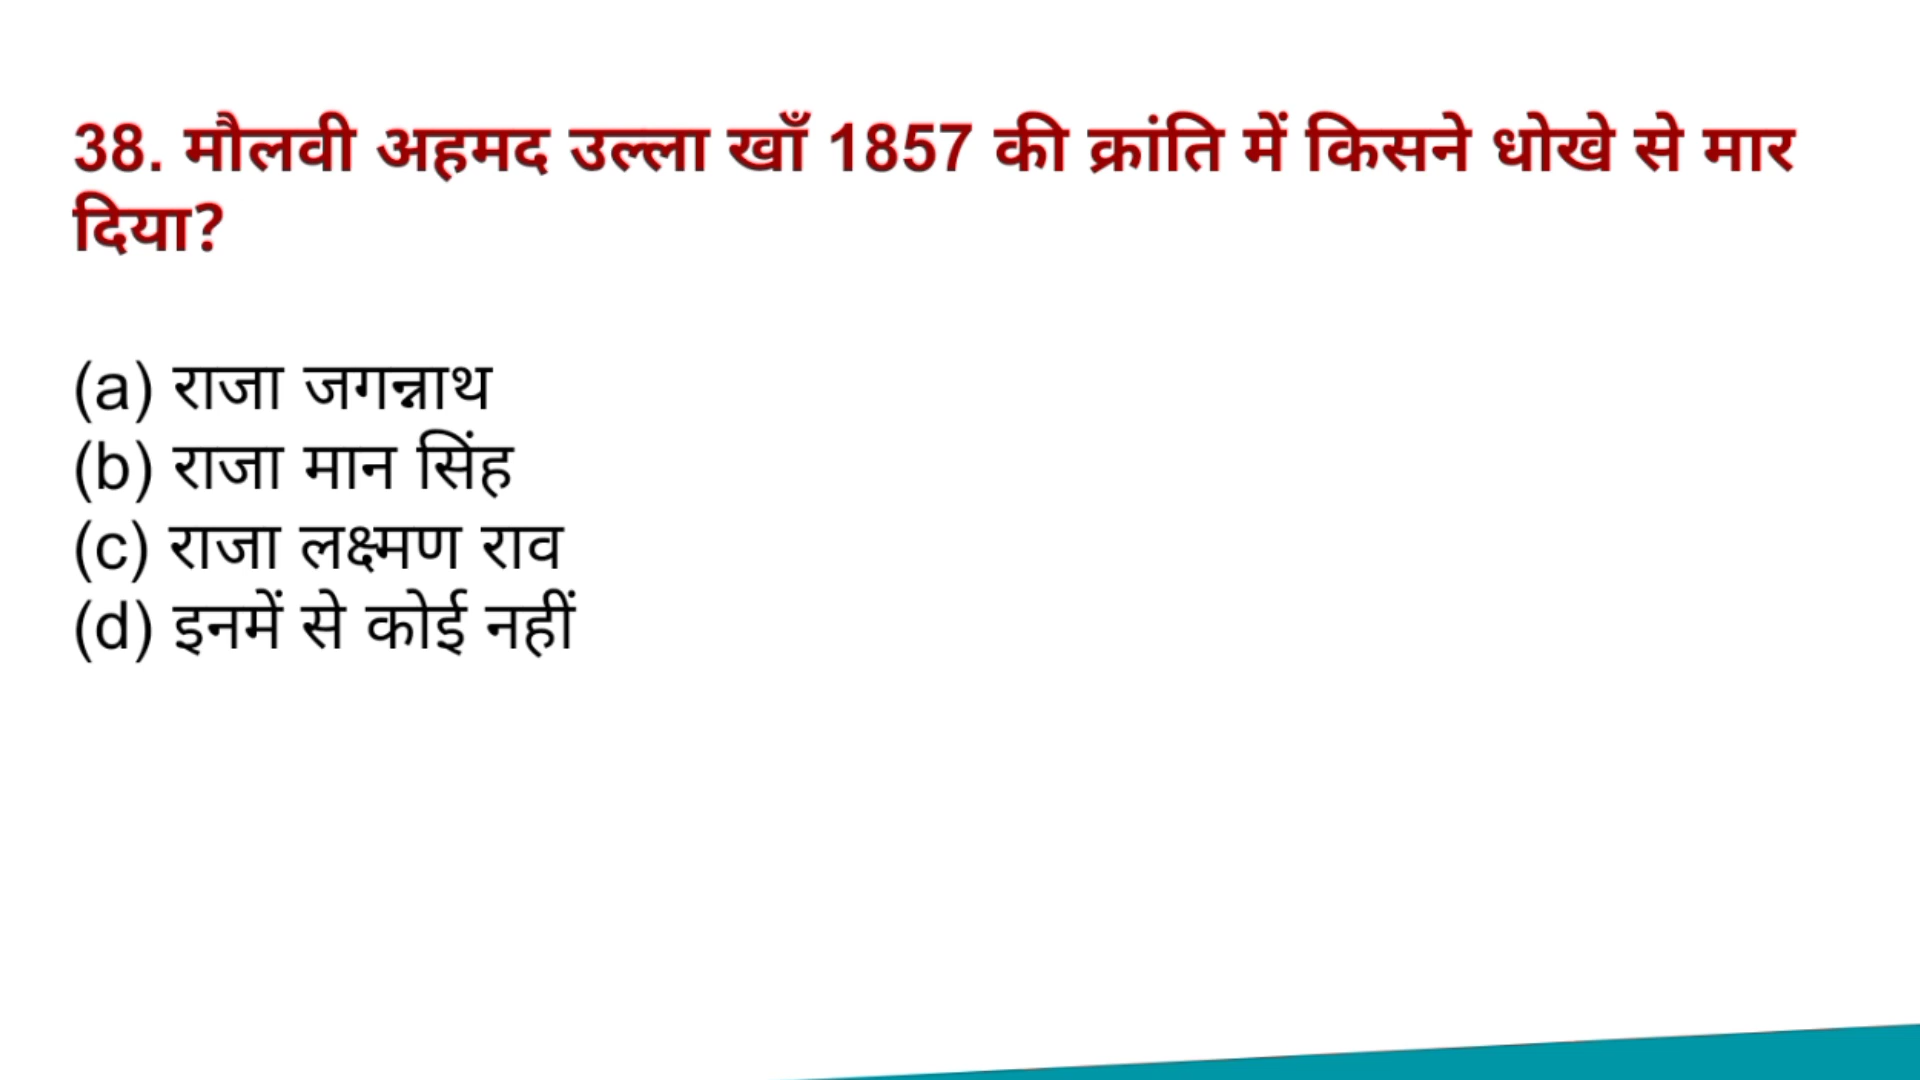 38. मौलवी अहमद उल्ला खाँ 1857 की क्रांति में किसने धोखे से मार
दिया?
(a) राजा जगन्नाथ
(b) राजा मान सिंह
(c) राजा लक्ष्मण राव
(d) इनमें से कोई नहीं